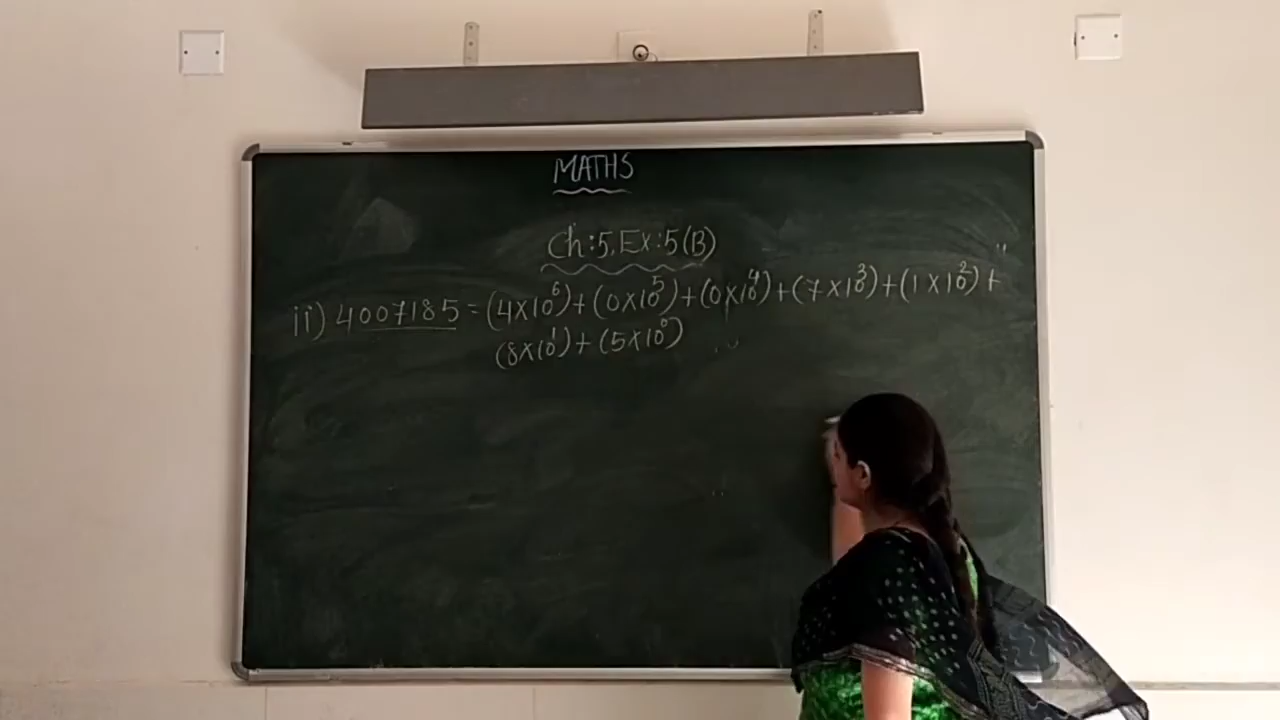 MATHS
Ch:5, Ex:5(B)
ii) 4007185 = (4×10⁶)+(0×10⁵)+(0×10⁴)+(7×10³)+(1×10²)+
(8×10¹)+(5×10⁰)